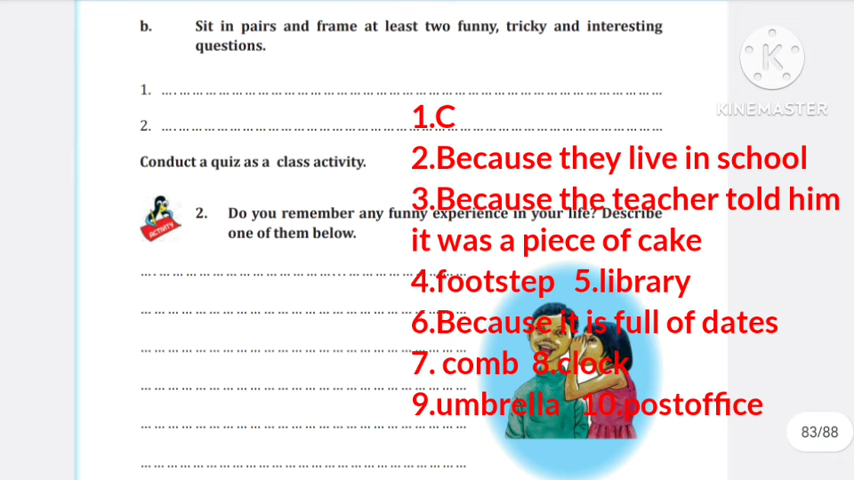 b. Sit in pairs and frame at least two funny, tricky and interesting
questions.
1. ................................................................
KINEMASTER
1.C
2. ................................................................
2.Because they live in school
Conduct a quiz as a class activity.
3.Because the teacher told him
ACTIVITY
2. Do you remember any funny experience in your life? Describe
one of them below.
it was a piece of cake
4.footstep 5.library
6.Because it is full of dates
7. comb 8.clock
9.umbrella 10.postoffice
83/88